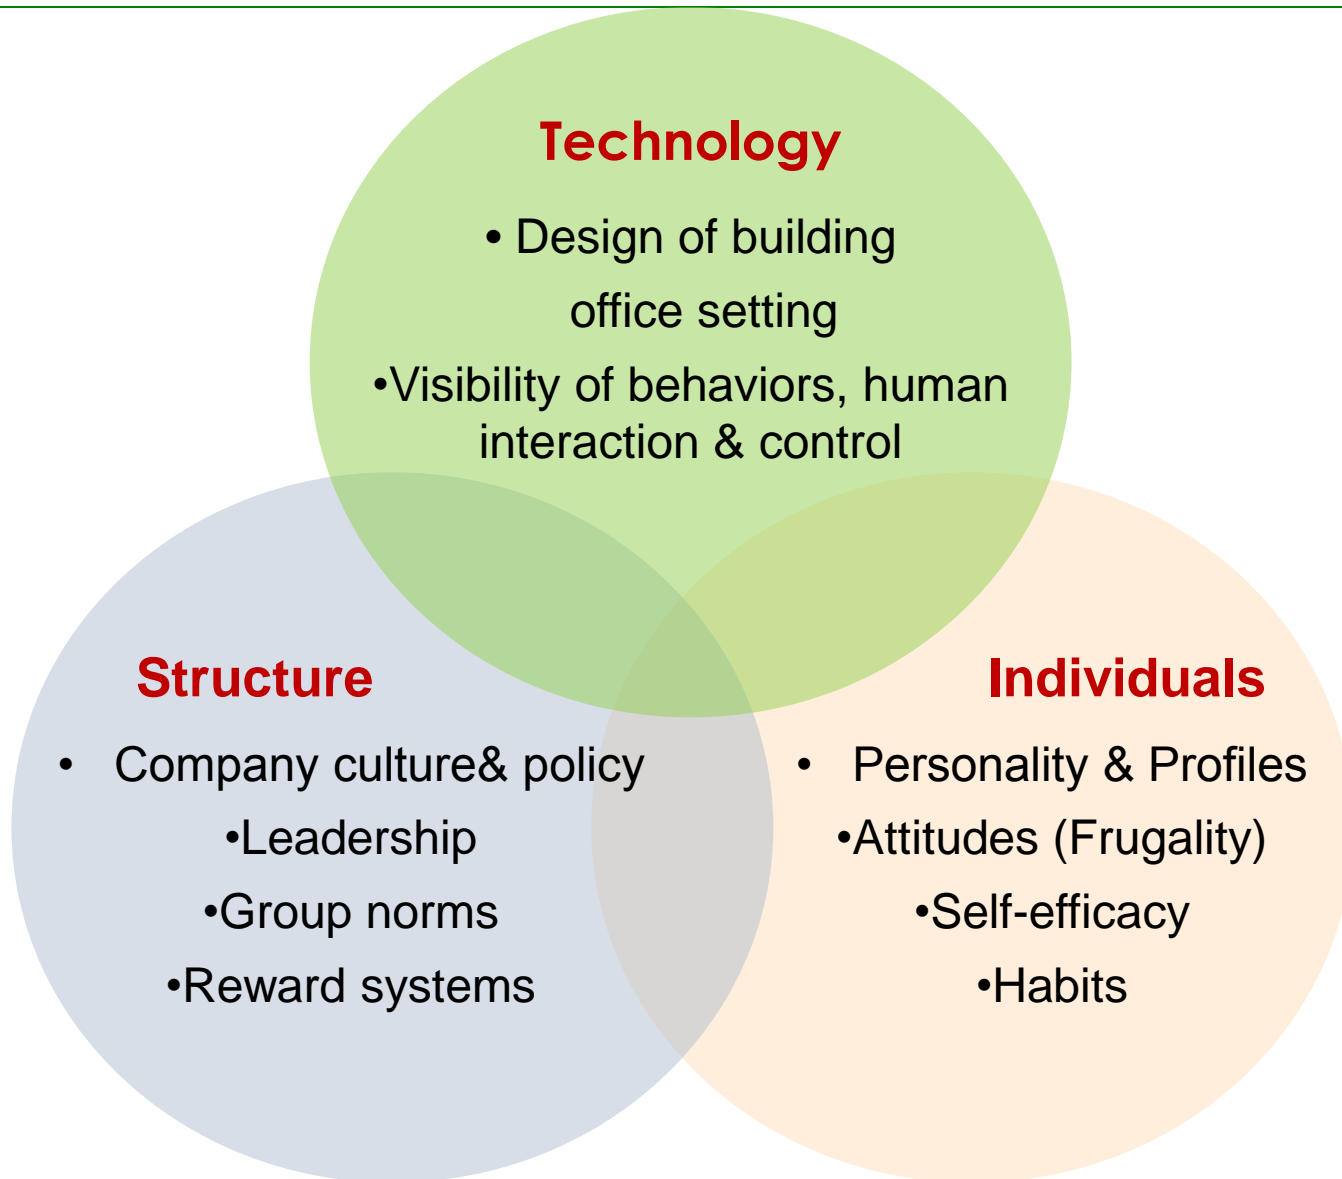 Technology
• Design of building
office setting
•Visibility of behaviors, human
interaction & control
Structure
• Company culture& policy
•Leadership
•Group norms
•Reward systems
Individuals
• Personality & Profiles
•Attitudes (Frugality)
•Self-efficacy
•Habits